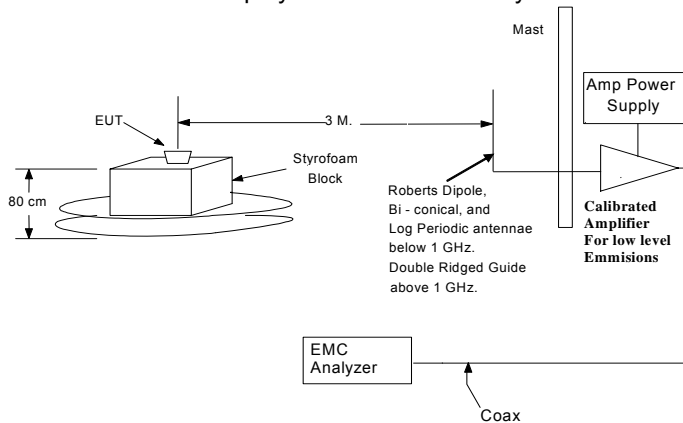 Mast
Amp Power
Supply
EUT
3 M.
Styrofoam
Block
80 cm
Roberts Dipole,
Bi - conical, and
Log Periodic antennae
below 1 GHz.
Double Ridged Guide
above 1 GHz.
Calibrated
Amplifier
For low level
Emmisions
EMC
Analyzer
Coax